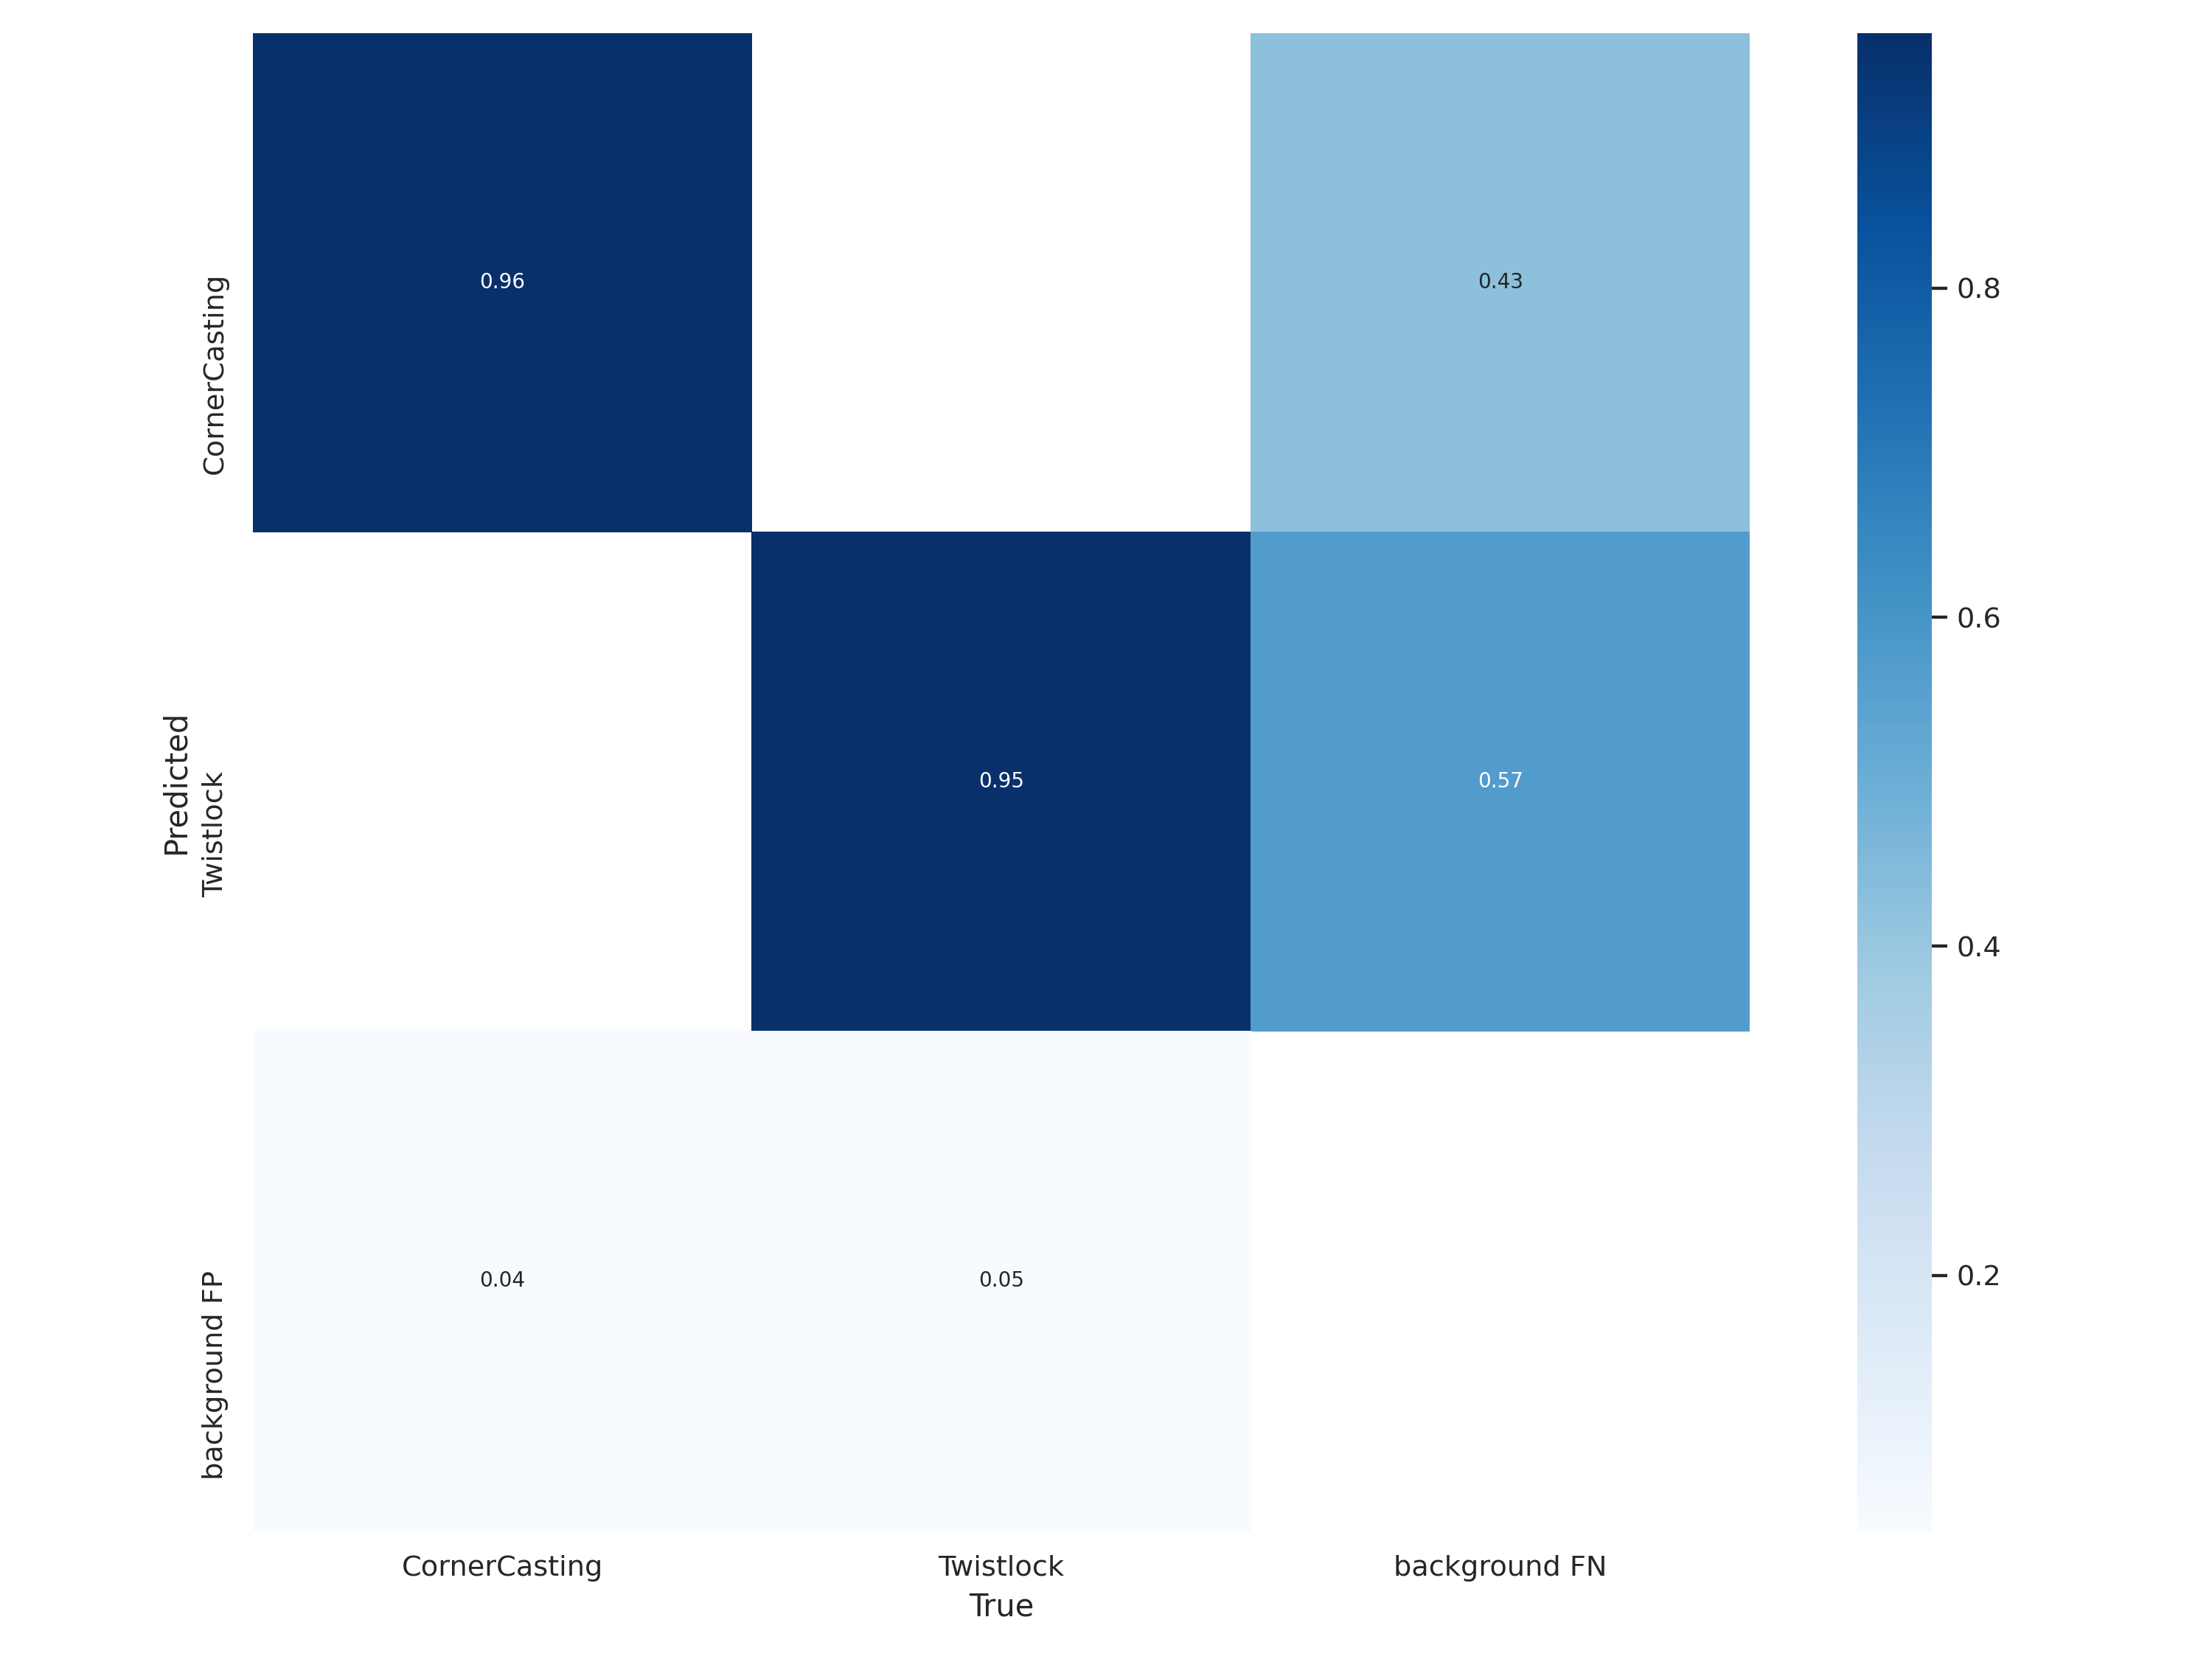 CornerCasting
Twistlock
background FP
Predicted
0.96
0.43
0.95
0.57
0.04
0.05
CornerCasting
Twistlock
background FN
True
0.8
0.6
0.4
0.2